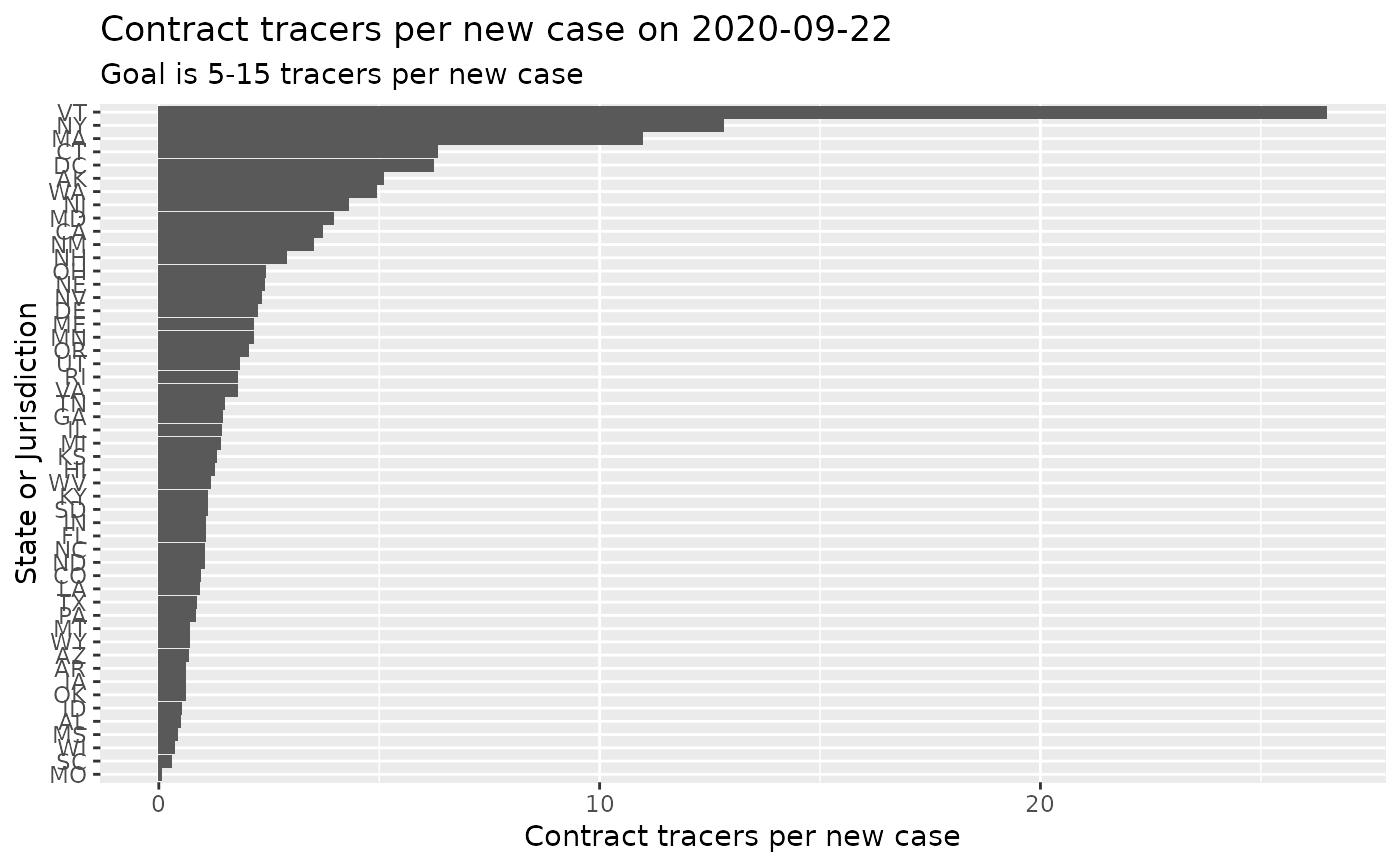 Contract tracers per new case on 2020-09-22
Goal is 5-15 tracers per new case
State or Jurisdiction
VT
NY
MA
CT
DC
AK
WA
NJ
MD
CA
NM
NH
OH
NE
NV
DE
ME
MN
OR
UT
RI
VA
TN
GA
IL
MI
KS
HI
WV
KY
SD
IN
FL
NC
ND
CO
LA
TX
PA
MT
WY
AZ
AR
IA
OK
ID
AL
MS
WI
SC
MO
0 10 20
Contract tracers per new case